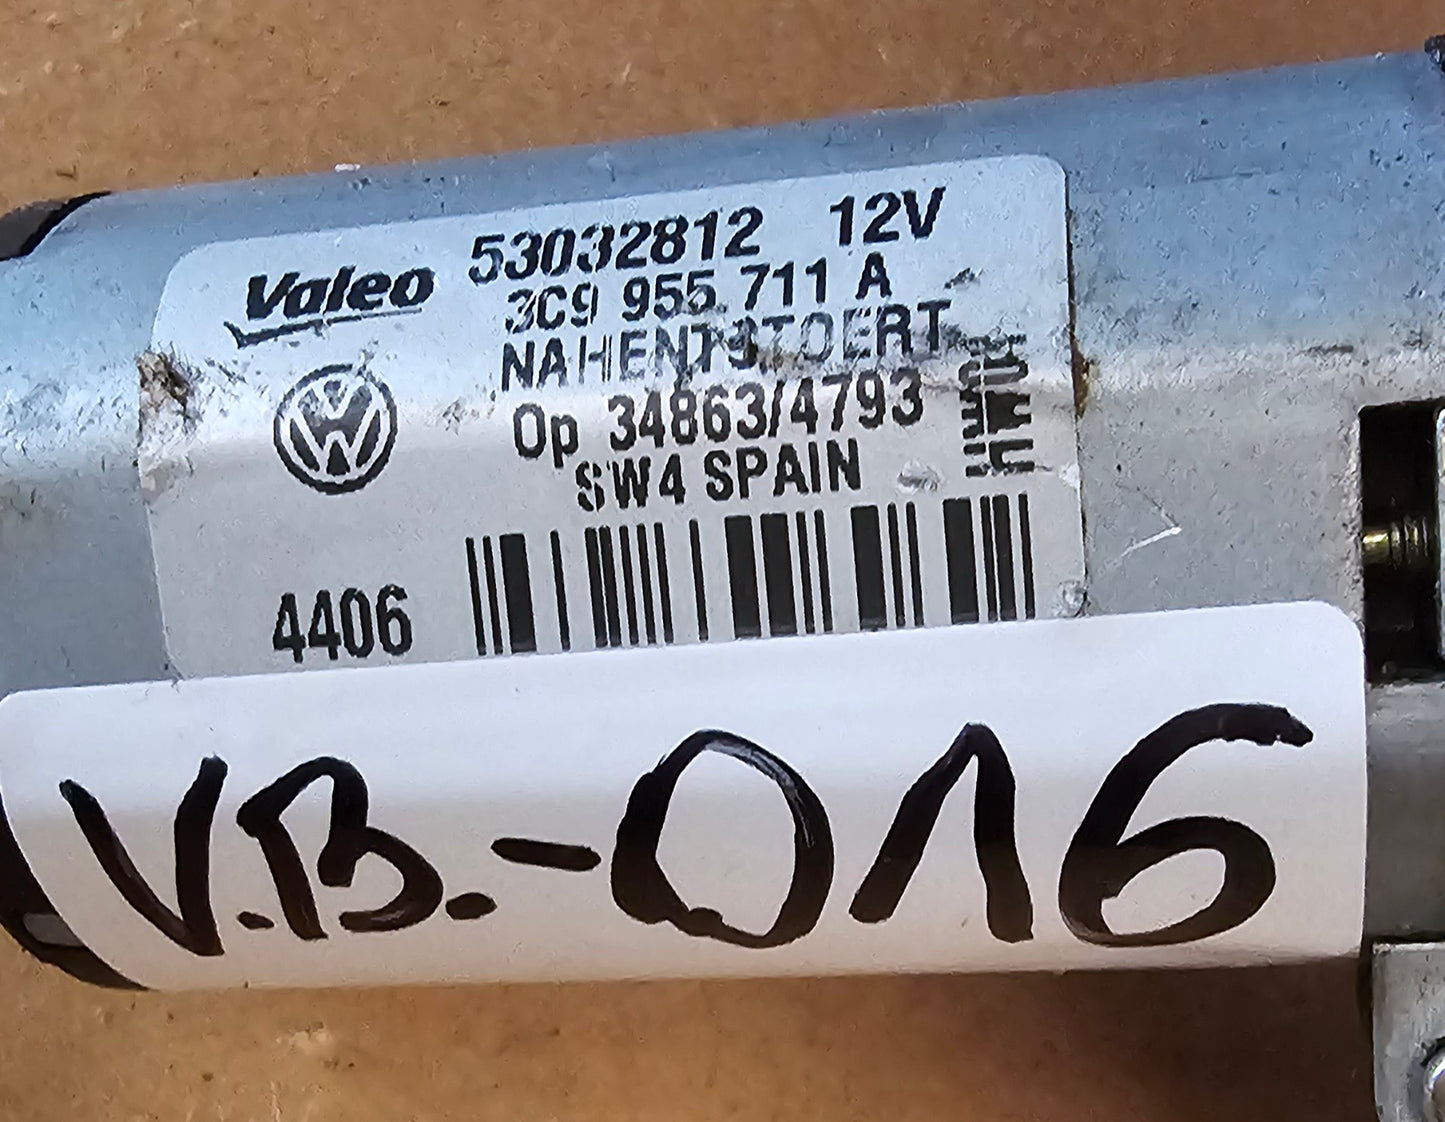 Valeo 53032812 12V
3C9 955 711 A
NAHENTSTOERT
Op 34863/4793
SW4 SPAIN
4406
V.B.-016